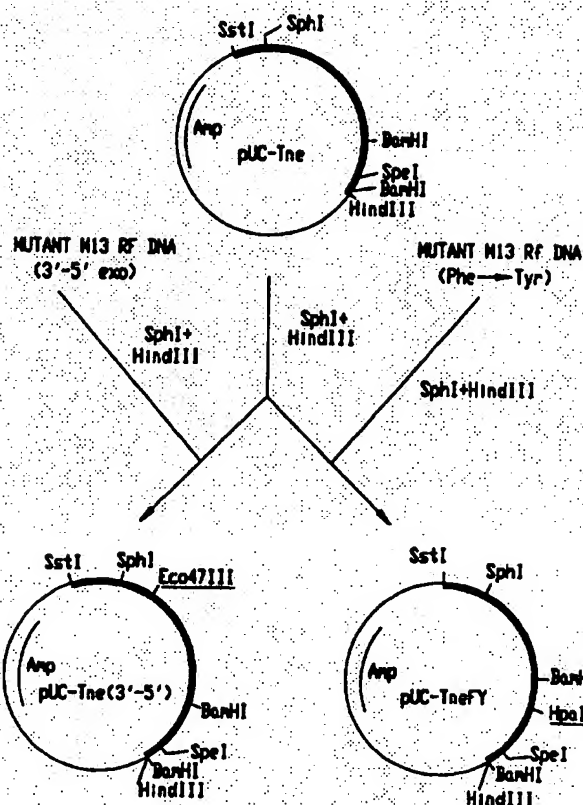 SstI
SphI
Amp
pUC-Tne
BamHI
SpeI
BamHI
HindIII
MUTANT M13 RF DNA
(3'-5' exo)
MUTANT M13 RF DNA
(Phe→Tyr)
SphI+
HindIII
SphI+
HindIII
SphI+HindIII
SstI
SphI
Eco47III
Amp
pUC-Tne(3'-5')
BamHI
SpeI
BamHI
HindIII
SstI
SphI
Amp
pUC-TneFY
BamH
HpaI
SpeI
BamHI
HindIII